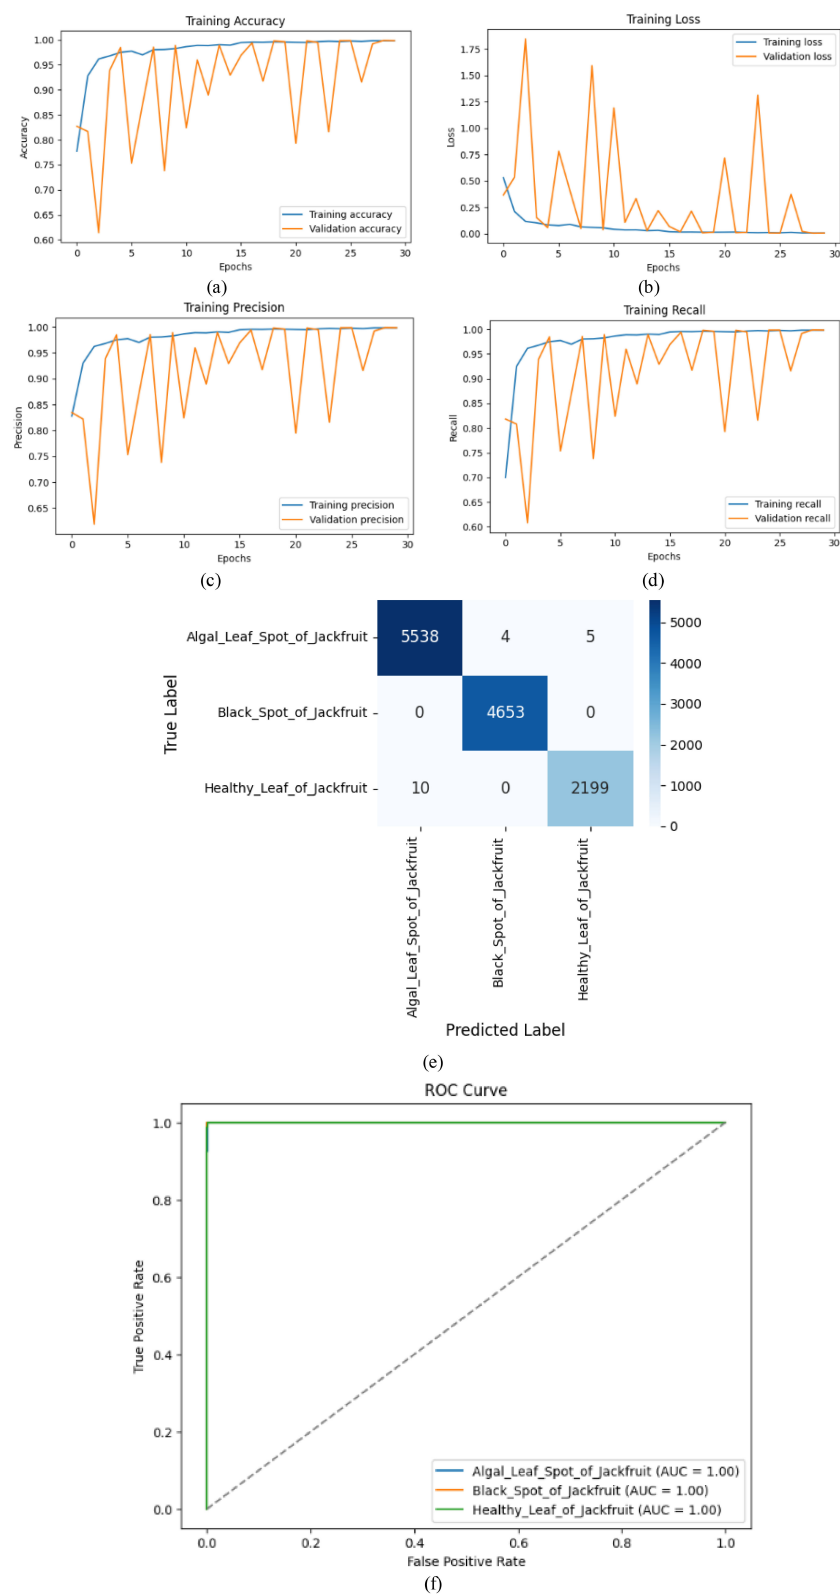 Training Accuracy
1.00
0.95
0.90
0.85
0.80
0.75
0.70
0.65
0.60
Accuracy
Training accuracy
Validation accuracy
0 5 10 15 20 25 30
Epochs
(a)
Training Loss
1.75
1.50
1.25
1.00
0.75
0.50
0.25
0.00
Loss
Training loss
Validation loss
0 5 10 15 20 25 30
Epochs
(b)
Training Precision
1.00
0.95
0.90
0.85
0.80
0.75
0.70
0.65
Precision
Training precision
Validation precision
0 5 10 15 20 25 30
Epochs
(c)
Training Recall
1.00
0.95
0.90
0.85
0.80
0.75
0.70
0.65
0.60
Recall
Training recall
Validation recall
0 5 10 15 20 25 30
Epochs
(d)
True Label
Algal_Leaf_Spot_of_Jackfruit 5538 4 5
Black_Spot_of_Jackfruit 0 4653 0
Healthy_Leaf_of_Jackfruit 10 0 2199
5000
4000
3000
2000
1000
0
Algal_Leaf_Spot_of_Jackfruit
Black_Spot_of_Jackfruit
Healthy_Leaf_of_Jackfruit
Predicted Label
(e)
ROC Curve
1.0
0.8
0.6
0.4
0.2
0.0
True Positive Rate
Algal_Leaf_Spot_of_Jackfruit (AUC = 1.00)
Black_Spot_of_Jackfruit (AUC = 1.00)
Healthy_Leaf_of_Jackfruit (AUC = 1.00)
0.0 0.2 0.4 0.6 0.8 1.0
False Positive Rate
(f)